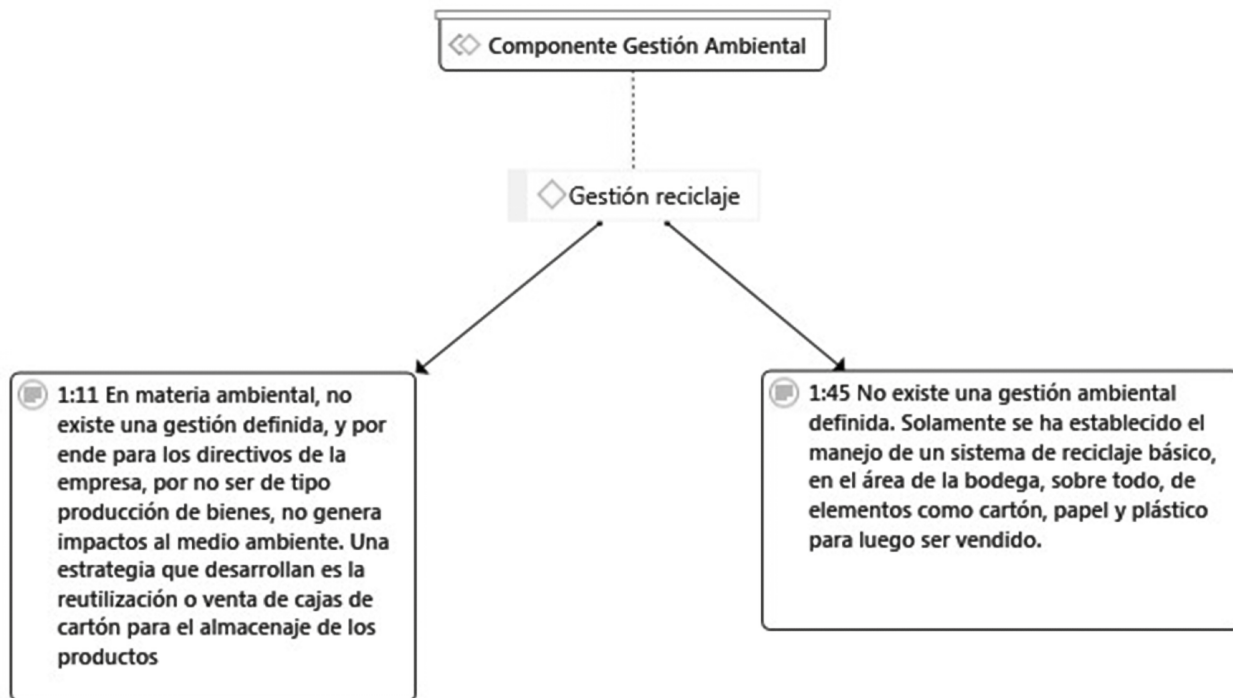 Componente Gestión Ambiental
Gestión reciclaje
1:11 En materia ambiental, no
existe una gestión definida, y por
ende para los directivos de la
empresa, por no ser de tipo
producción de bienes, no genera
impactos al medio ambiente. Una
estrategia que desarrollan es la
reutilización o venta de cajas de
cartón para el almacenaje de los
productos
1:45 No existe una gestión ambiental
definida. Solamente se ha establecido el
manejo de un sistema de reciclaje básico,
en el área de la bodega, sobre todo, de
elementos como cartón, papel y plástico
para luego ser vendido.